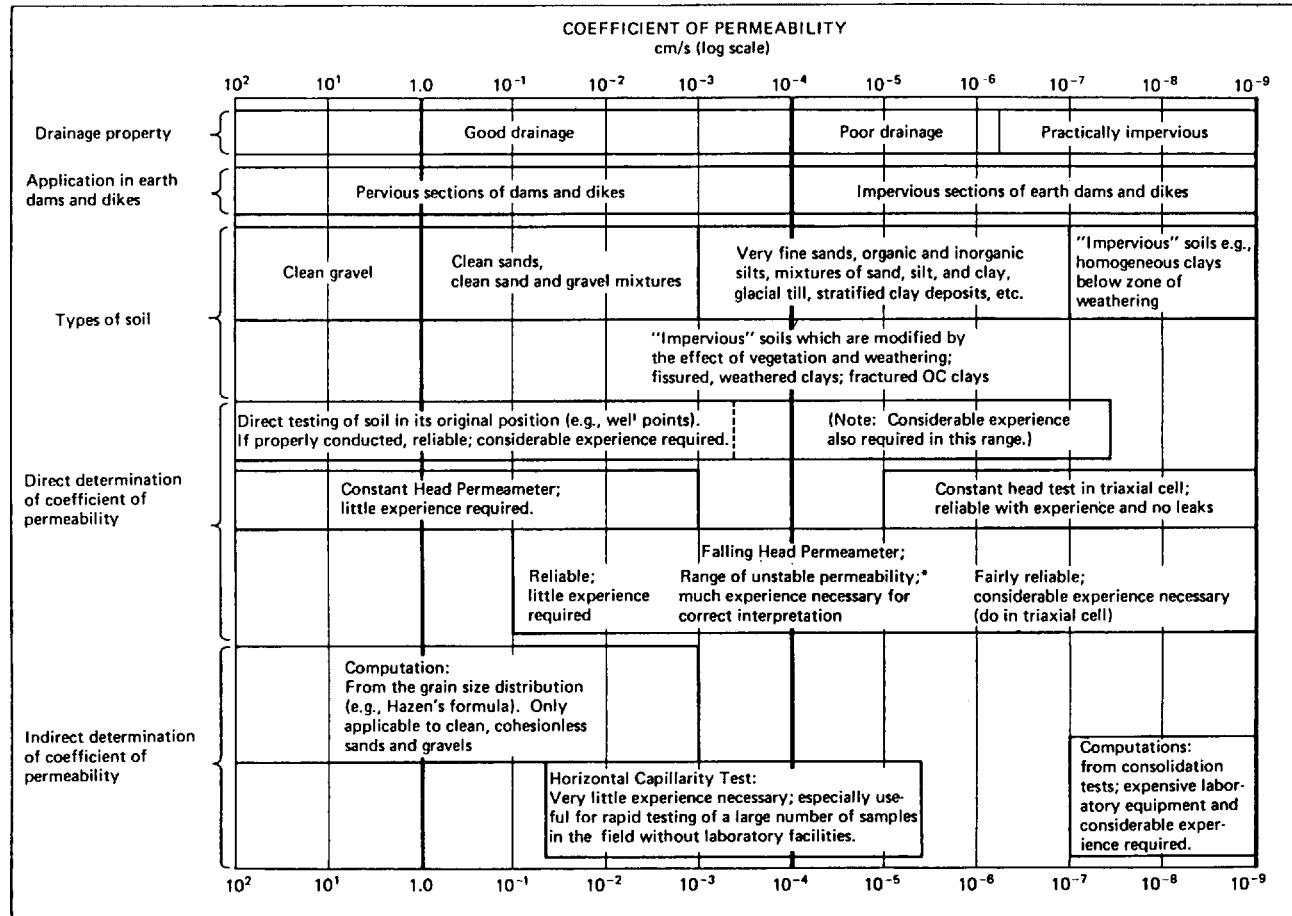 COEFFICIENT OF PERMEABILITY
cm/s (log scale)
10² 10¹ 1.0 10⁻¹ 10⁻² 10⁻³ 10⁻⁴ 10⁻⁵ 10⁻⁶ 10⁻⁷ 10⁻⁸ 10⁻⁹
Drainage property
Good drainage
Poor drainage
Practically impervious
Application in earth
dams and dikes
Pervious sections of dams and dikes
Impervious sections of earth dams and dikes
Types of soil
Clean gravel
Clean sands,
clean sand and gravel mixtures
Very fine sands, organic and inorganic
silts, mixtures of sand, silt, and clay,
glacial till, stratified clay deposits, etc.
"Impervious" soils e.g.,
homogeneous clays
below zone of
weathering
"Impervious" soils which are modified by
the effect of vegetation and weathering;
fissured, weathered clays; fractured OC clays
Direct determination
of coefficient of
permeability
Direct testing of soil in its original position (e.g., well points).
If properly conducted, reliable; considerable experience required.
(Note: Considerable experience
also required in this range.)
Constant Head Permeameter;
little experience required.
Constant head test in triaxial cell;
reliable with experience and no leaks
Falling Head Permeameter;
Reliable;
little experience
required
Range of unstable permeability;*
much experience necessary for
correct interpretation
Fairly reliable;
considerable experience necessary
(do in triaxial cell)
Indirect determination
of coefficient of
permeability
Computation:
From the grain size distribution
(e.g., Hazen's formula). Only
applicable to clean, cohesionless
sands and gravels
Horizontal Capillarity Test:
Very little experience necessary; especially use-
ful for rapid testing of a large number of samples
in the field without laboratory facilities.
Computations:
from consolidation
tests; expensive labor-
atory equipment and
considerable exper-
ience required.
10² 10¹ 1.0 10⁻¹ 10⁻² 10⁻³ 10⁻⁴ 10⁻⁵ 10⁻⁶ 10⁻⁷ 10⁻⁸ 10⁻⁹